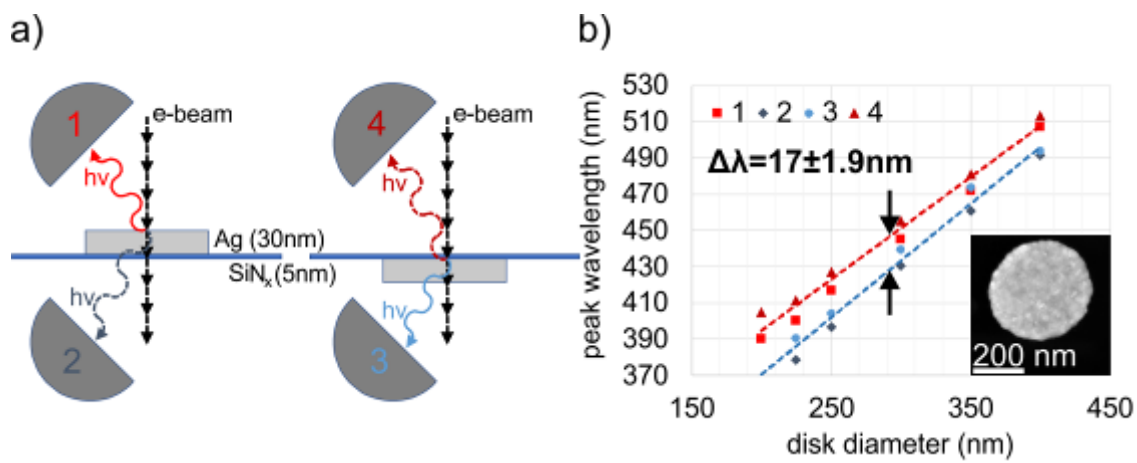 a)
1
e-beam
hν
Ag (30nm)
SiNₓ(5nm)
hν
2
4
e-beam
hν
hν
3
b)
peak wavelength (nm)
530
510
490
470
450
430
410
390
370
1 2 3 4
Δλ=17±1.9nm
200 nm
150 250 350 450
disk diameter (nm)